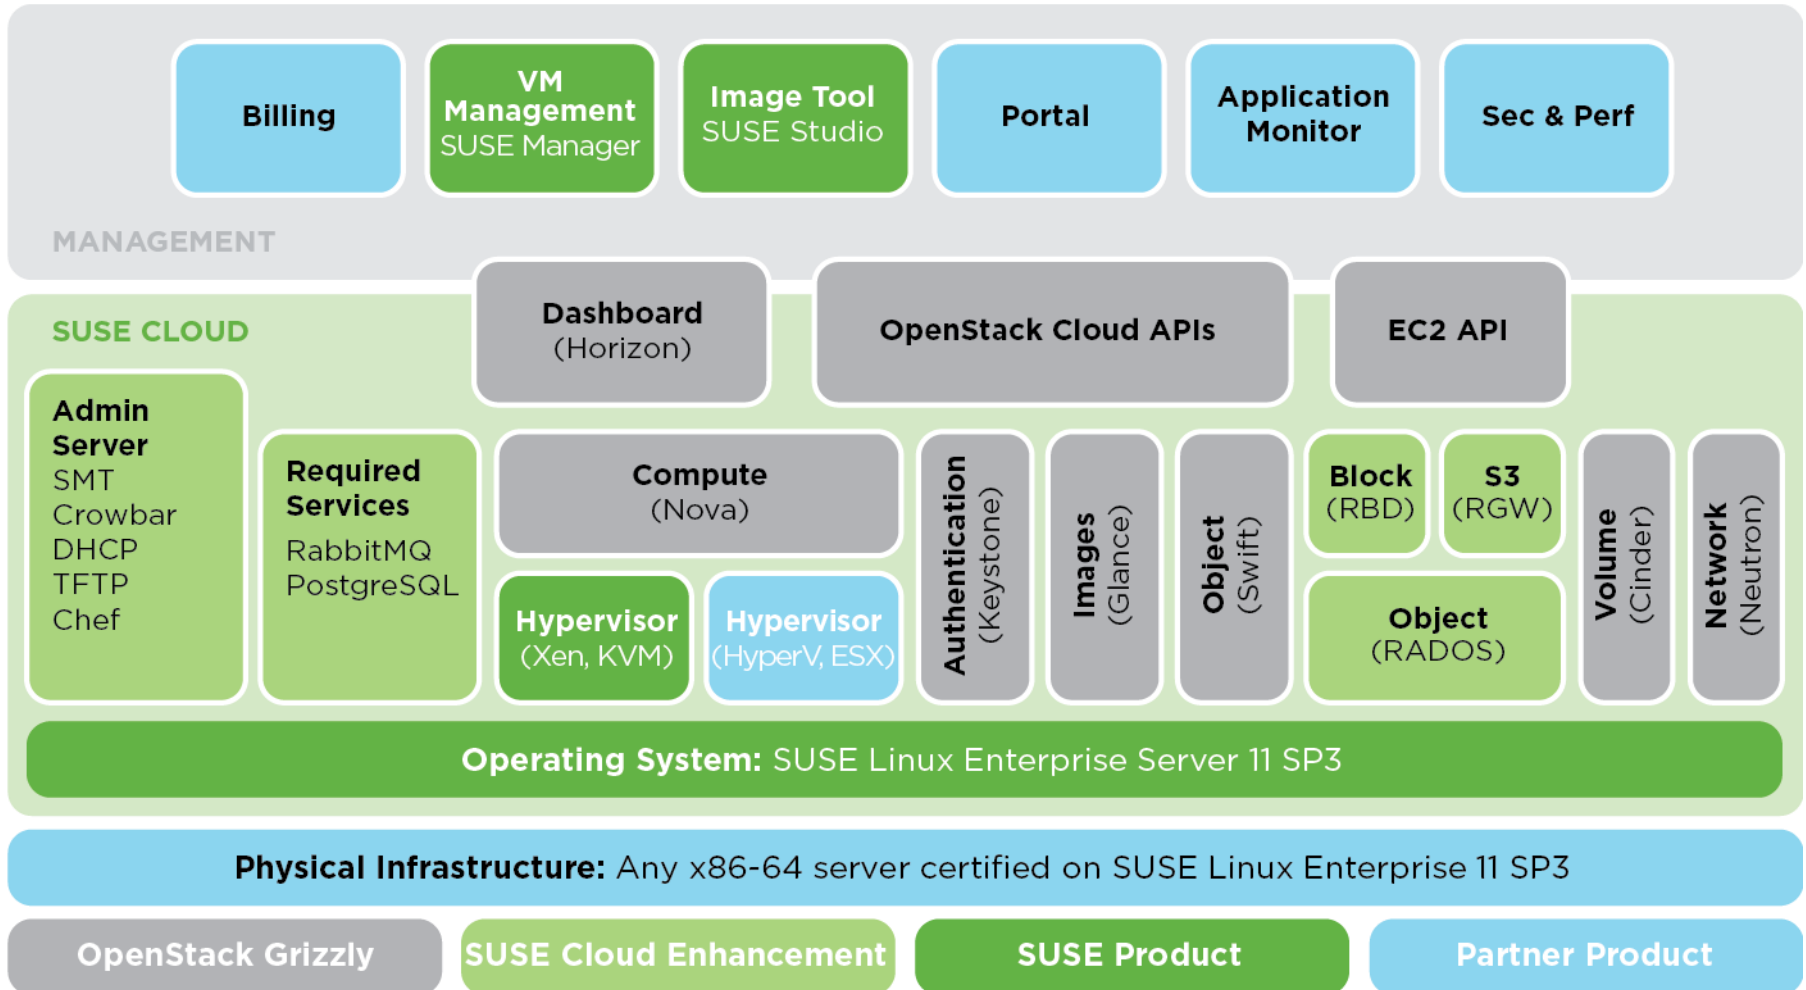 Billing
VM
Management
SUSE Manager
Image Tool
SUSE Studio
Portal
Application
Monitor
Sec & Perf
MANAGEMENT
SUSE CLOUD
Dashboard
(Horizon)
OpenStack Cloud APIs
EC2 API
Admin
Server
SMT
Crowbar
DHCP
TFTP
Chef
Required
Services
RabbitMQ
PostgreSQL
Compute
(Nova)
Hypervisor
(Xen, KVM)
Hypervisor
(HyperV, ESX)
Authentication
(Keystone)
Images
(Glance)
Object
(Swift)
Block
(RBD)
S3
(RGW)
Object
(RADOS)
Volume
(Cinder)
Network
(Neutron)
Operating System: SUSE Linux Enterprise Server 11 SP3
Physical Infrastructure: Any x86-64 server certified on SUSE Linux Enterprise 11 SP3
OpenStack Grizzly
SUSE Cloud Enhancement
SUSE Product
Partner Product